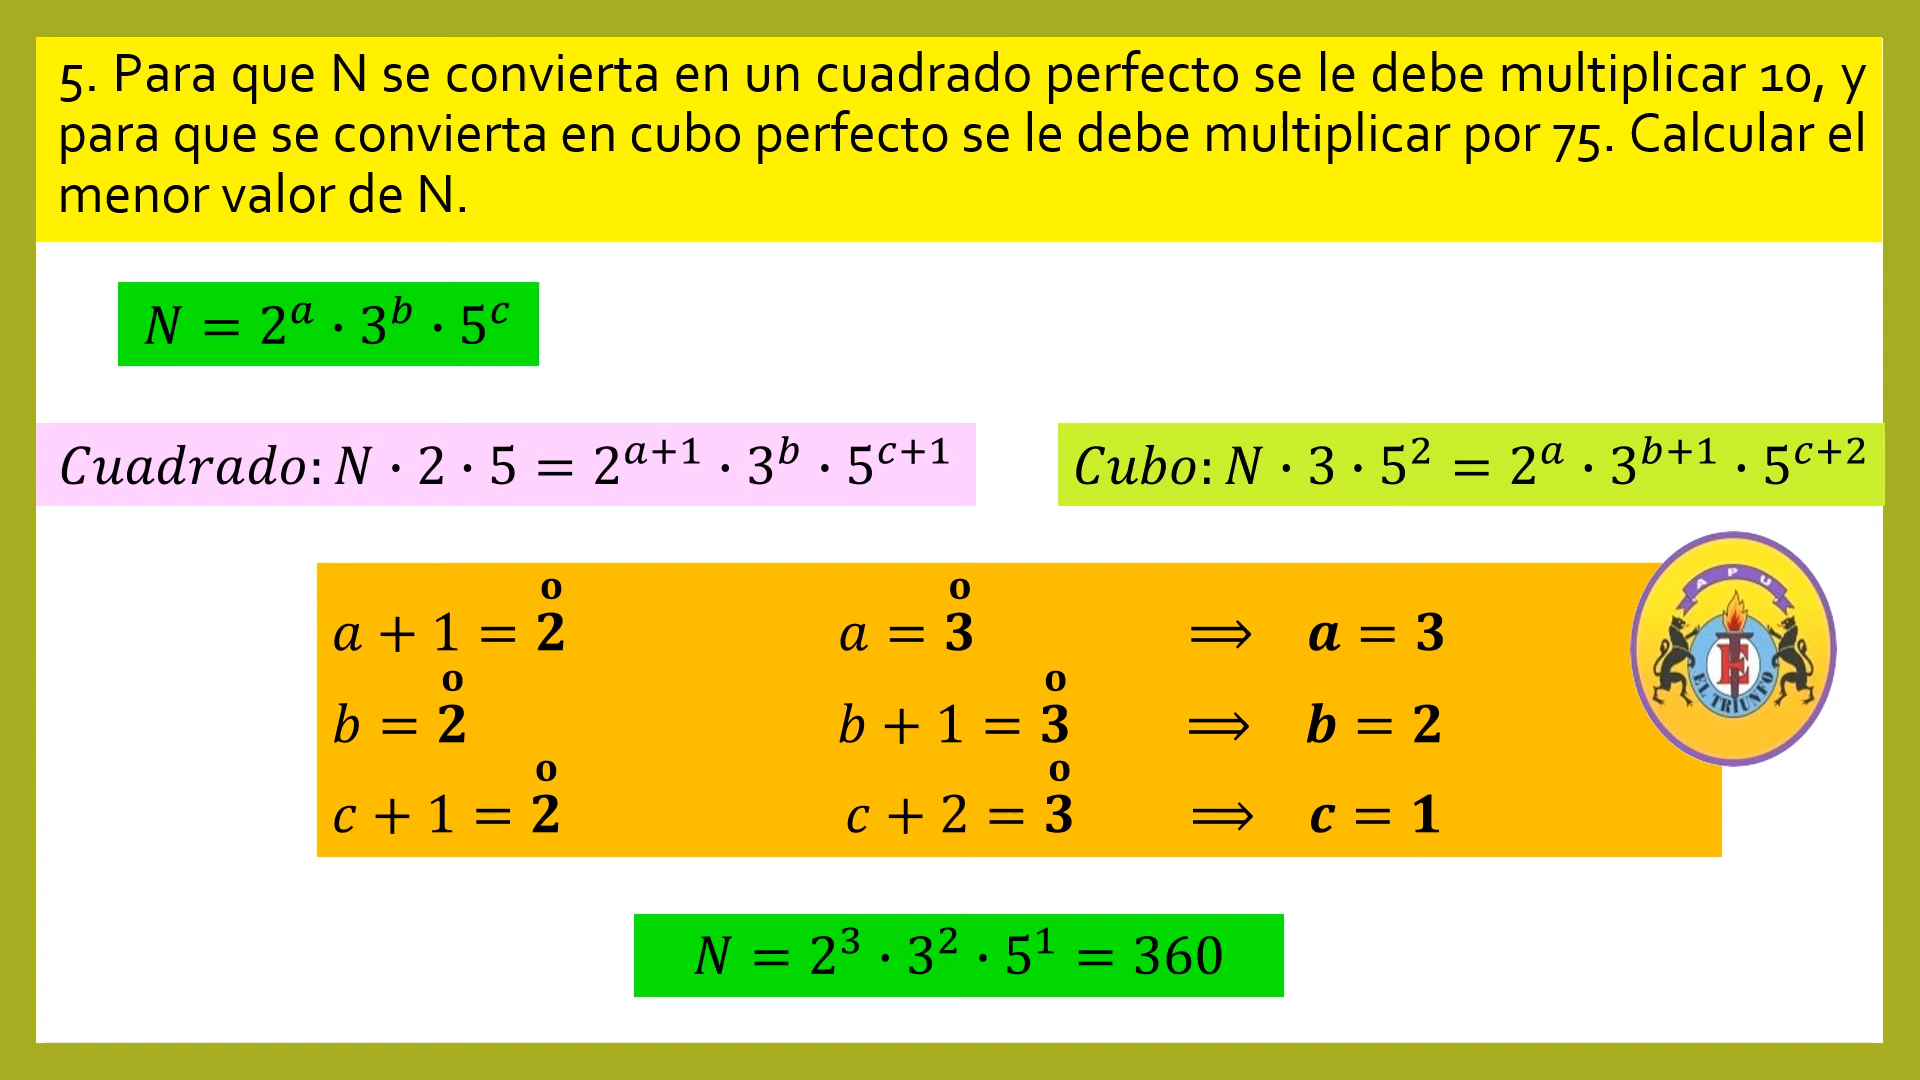 5. Para que N se convierta en un cuadrado perfecto se le debe multiplicar 10, y
para que se convierta en cubo perfecto se le debe multiplicar por 75. Calcular el
menor valor de N.
N = 2^a · 3^b · 5^c
Cuadrado: N · 2 · 5 = 2^{a+1} · 3^b · 5^{c+1}
Cubo: N · 3 · 5^2 = 2^a · 3^{b+1} · 5^{c+2}
a + 1 = 2̊ a = 3̊ ⟹ a = 3
b = 2̊ b + 1 = 3̊ ⟹ b = 2
c + 1 = 2̊ c + 2 = 3̊ ⟹ c = 1
A P U
E
EL TRIUNFO
N = 2^3 · 3^2 · 5^1 = 360